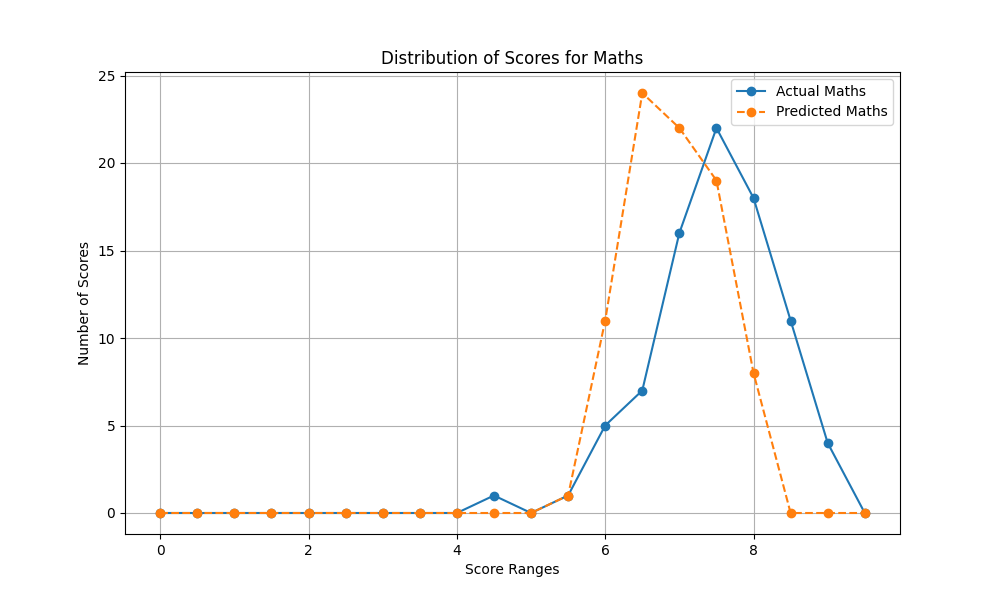 Distribution of Scores for Maths
Actual Maths
Predicted Maths
Number of Scores
25
20
15
10
5
0
0 2 4 6 8
Score Ranges